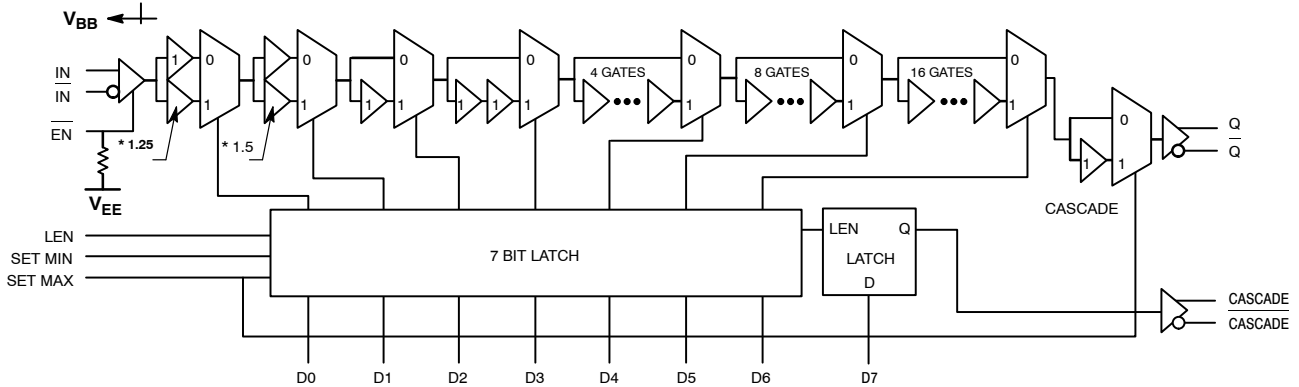 VBB
IN
IN
EN
VEE
1
* 1.25
0
1
* 1.5
0
1
1
0
1
1
1
0
1
4 GATES
0
1
8 GATES
0
1
16 GATES
0
1
1
0
1
CASCADE
Q
Q
LEN
SET MIN
SET MAX
7 BIT LATCH
LEN
Q
LATCH
D
CASCADE
CASCADE
D0
D1
D2
D3
D4
D5
D6
D7